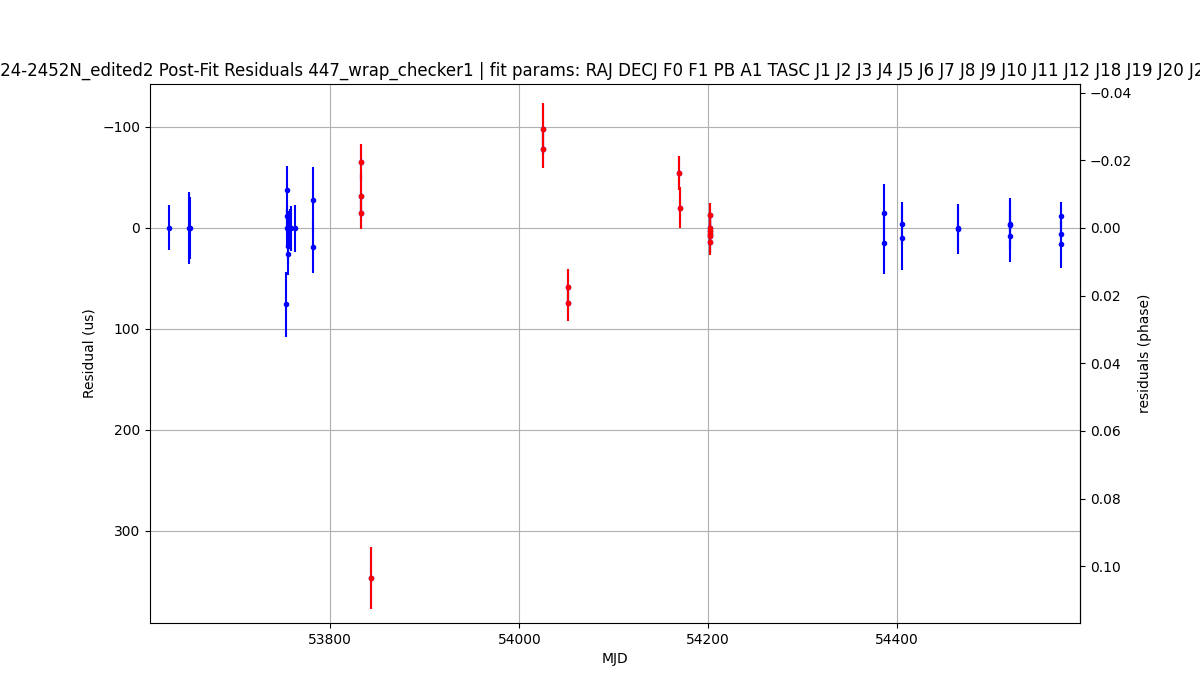 24-2452N_edited2 Post-Fit Residuals 447_wrap_checker1 | fit params: RAJ DECJ F0 F1 PB A1 TASC J1 J2 J3 J4 J5 J6 J7 J8 J9 J10 J11 J12 J18 J19 J20
−100
0
100
200
300
Residual (us)
−0.04
−0.02
0.00
0.02
0.04
0.06
0.08
0.10
residuals (phase)
53800 54000 54200 54400
MJD